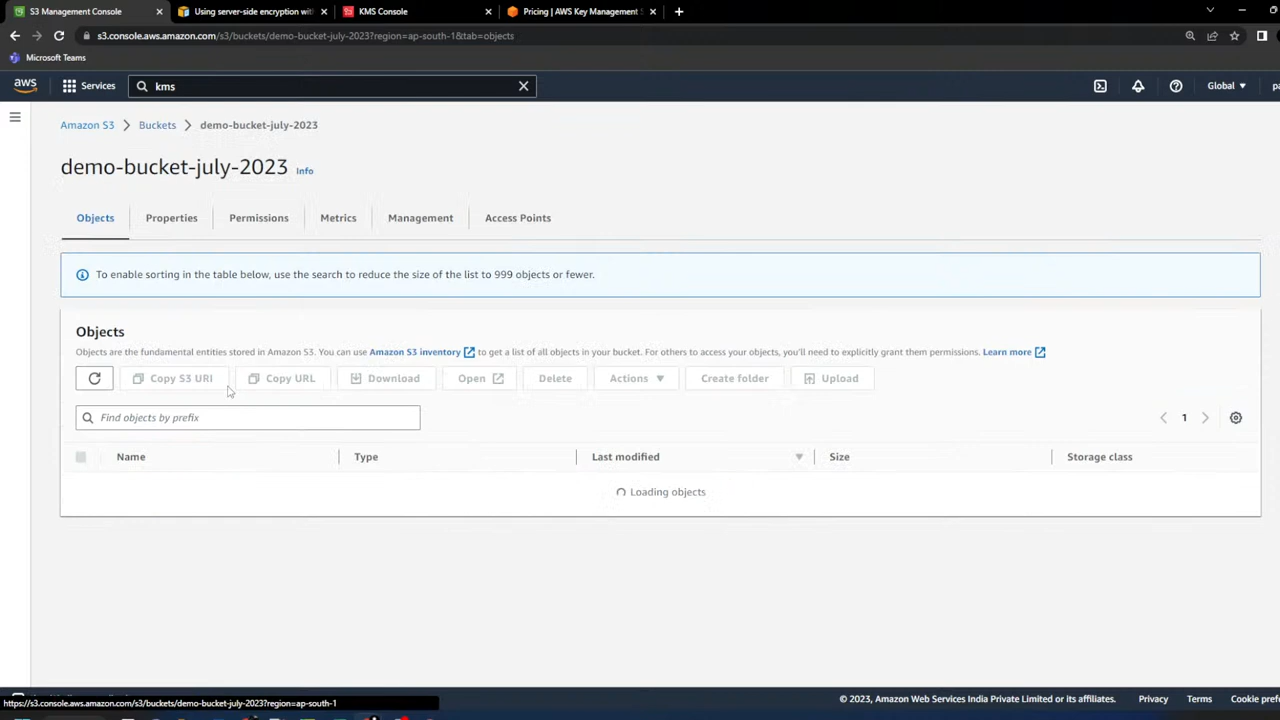 S3 Management Console
Using server-side encryption with
KMS Console
Pricing | AWS Key Management S
s3.console.aws.amazon.com/s3/buckets/demo-bucket-july-2023?region=ap-south-1&tab=objects
Microsoft Teams
aws
Services
kms
Global
Amazon S3 > Buckets > demo-bucket-july-2023
demo-bucket-july-2023 Info
Objects
Properties
Permissions
Metrics
Management
Access Points
To enable sorting in the table below, use the search to reduce the size of the list to 999 objects or fewer.
Objects
Objects are the fundamental entities stored in Amazon S3. You can use Amazon S3 inventory to get a list of all objects in your bucket. For others to access your objects, you'll need to explicitly grant them permissions. Learn more
Copy S3 URI
Copy URL
Download
Open
Delete
Actions
Create folder
Upload
Find objects by prefix
1
Name
Type
Last modified
Size
Storage class
Loading objects
© 2023, Amazon Web Services India Private Limited or its affiliates.
Privacy
Terms
Cookie pref
https://s3.console.aws.amazon.com/s3/buckets/demo-bucket-july-2023?region=ap-south-1